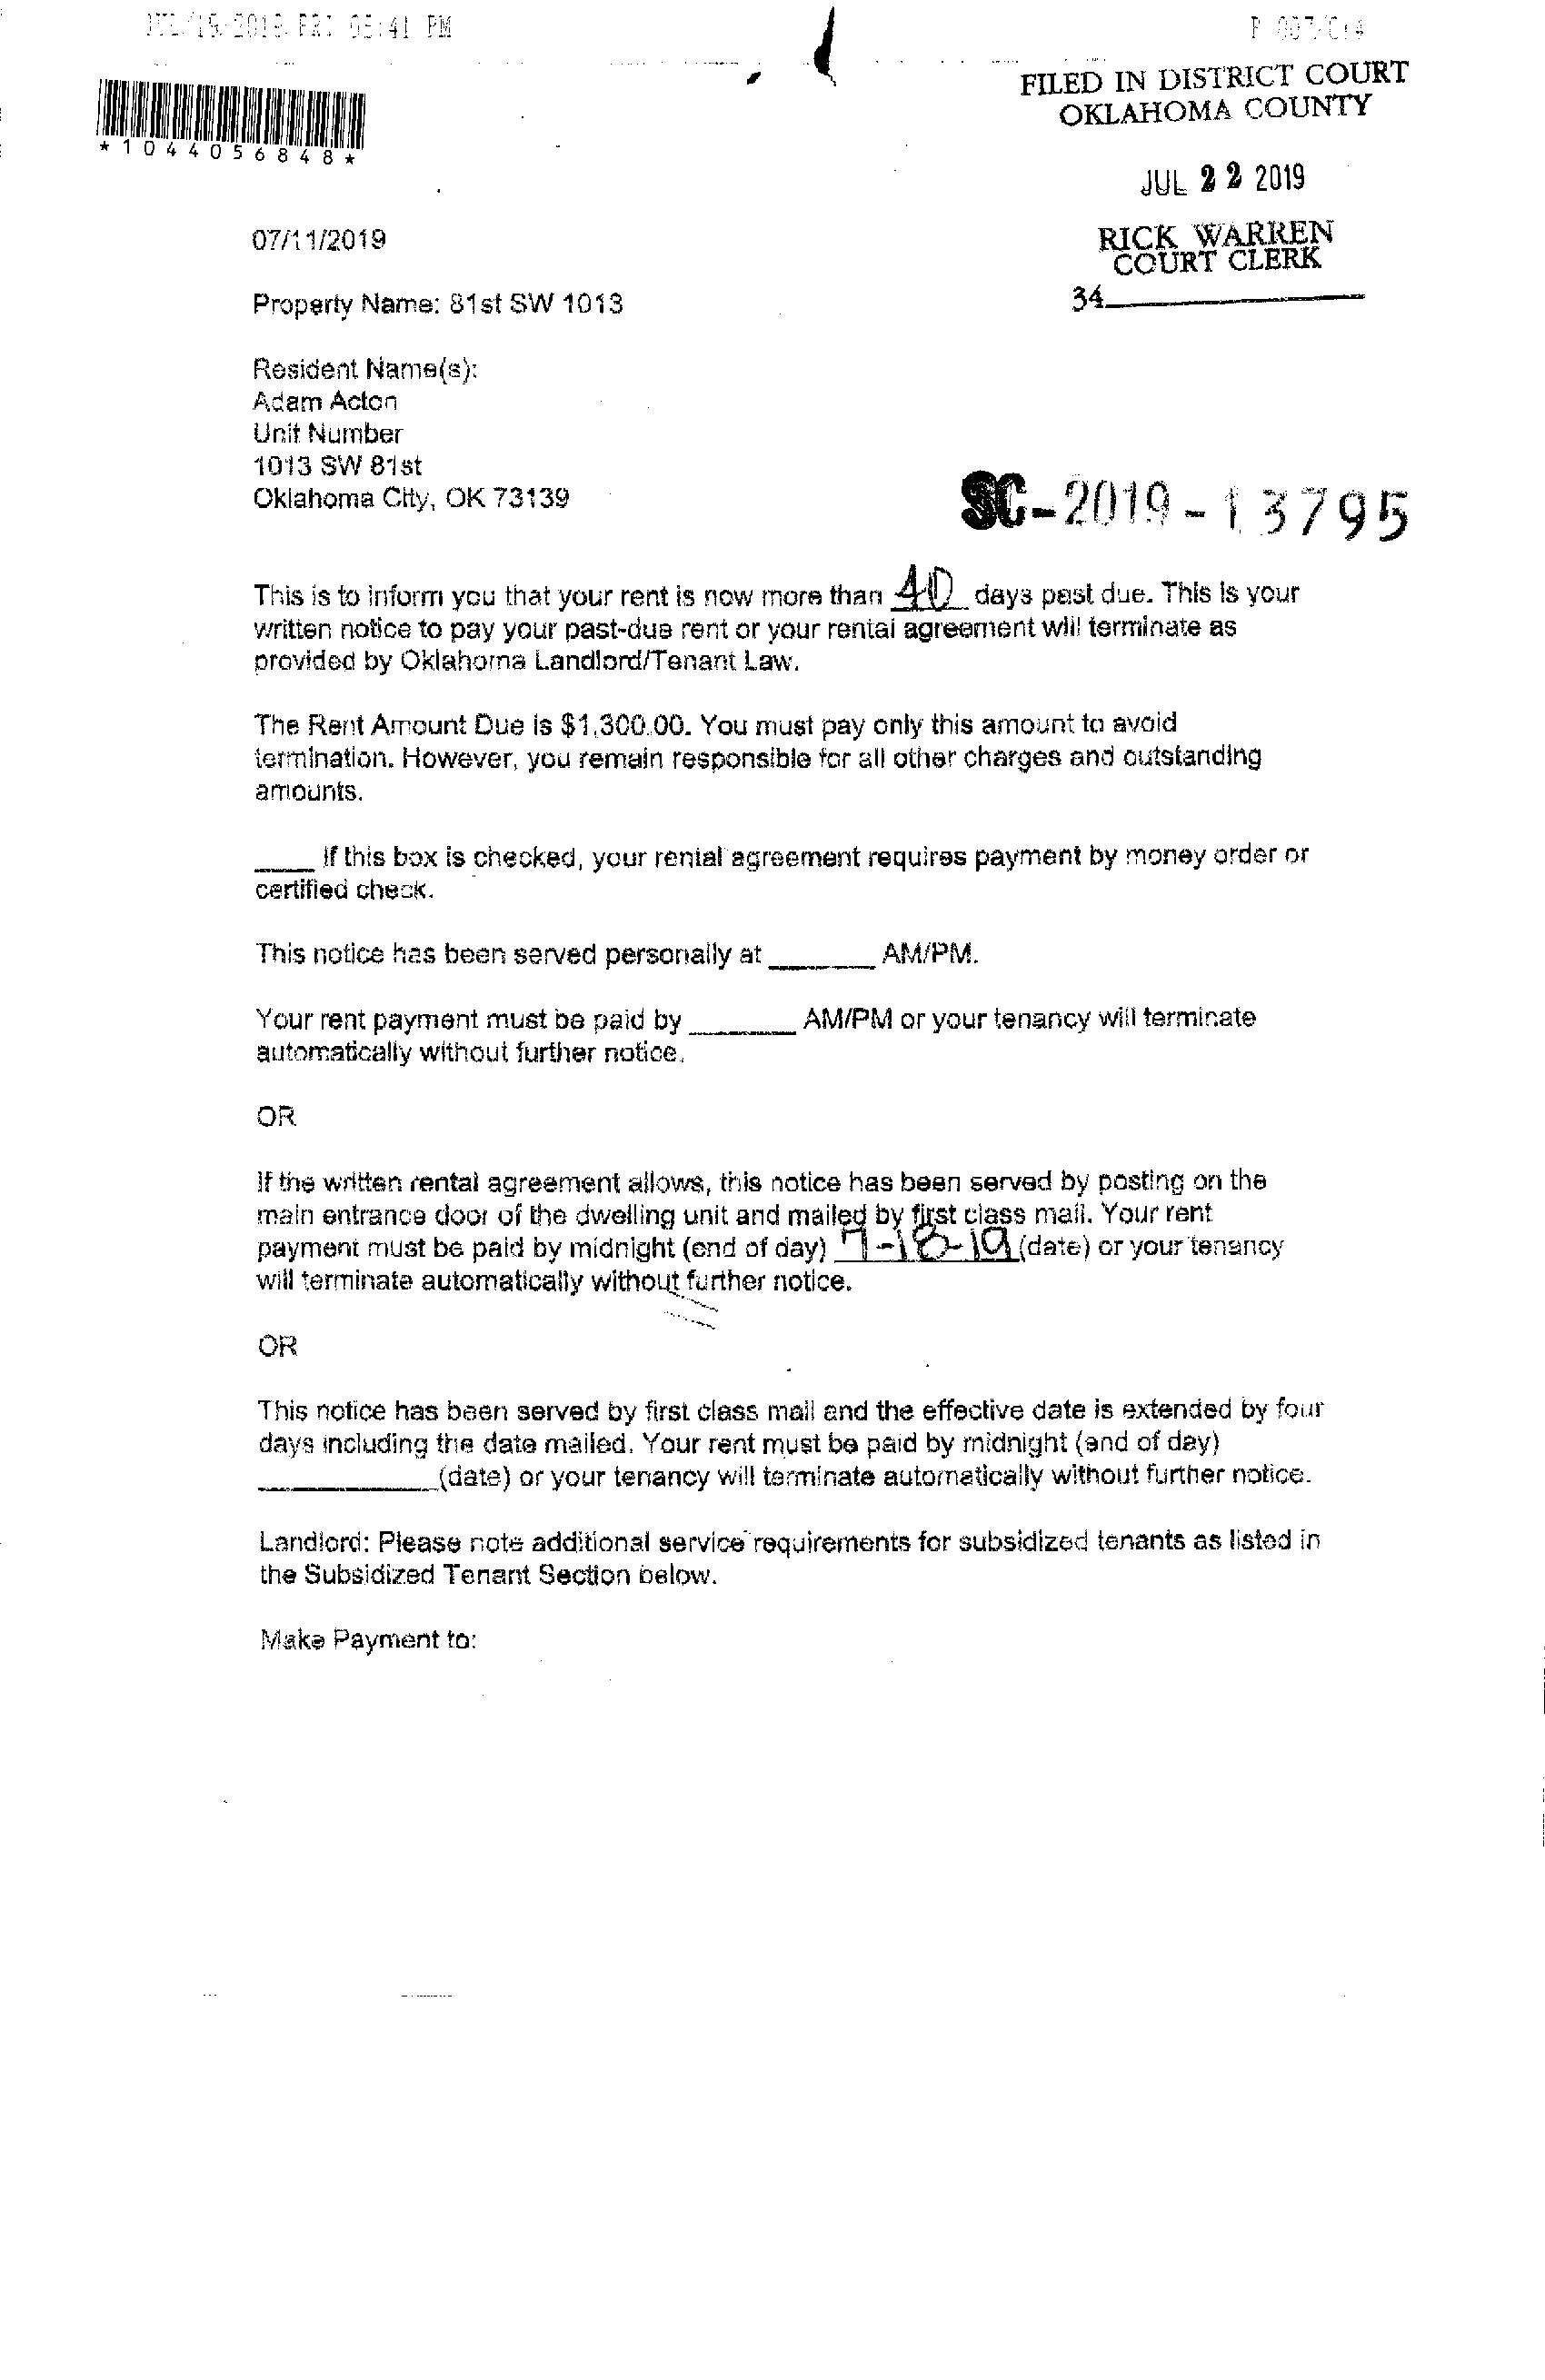 JUL/19/2019 FRI 05:41 PM
FILED IN DISTRICT COURT
OKLAHOMA COUNTY
*1044056848*
JUL 22 2019
07/11/2019
RICK WARREN
COURT CLERK
Property Name: 81st SW 1013
34
Resident Name(s):
Adam Acton
Unit Number
1013 SW 81st
Oklahoma City, OK 73139
SC-2019-13795
This is to inform you that your rent is now more than 40 days past due. This is your
written notice to pay your past-due rent or your rental agreement will terminate as
provided by Oklahoma Landlord/Tenant Law.
The Rent Amount Due is $1,300.00. You must pay only this amount to avoid
termination. However, you remain responsible for all other charges and outstanding
amounts.
____ If this box is checked, your rental agreement requires payment by money order or
certified check.
This notice has been served personally at _______ AM/PM.
Your rent payment must be paid by _______ AM/PM or your tenancy will terminate
automatically without further notice.
OR
If the written rental agreement allows, this notice has been served by posting on the
main entrance door of the dwelling unit and mailed by first class mail. Your rent
payment must be paid by midnight (end of day) 7-18-19 (date) or your tenancy
will terminate automatically without further notice.
OR
This notice has been served by first class mail and the effective date is extended by four
days including the date mailed. Your rent must be paid by midnight (end of day)
____________(date) or your tenancy will terminate automatically without further notice.
Landlord: Please note additional service requirements for subsidized tenants as listed in
the Subsidized Tenant Section below.
Make Payment to: